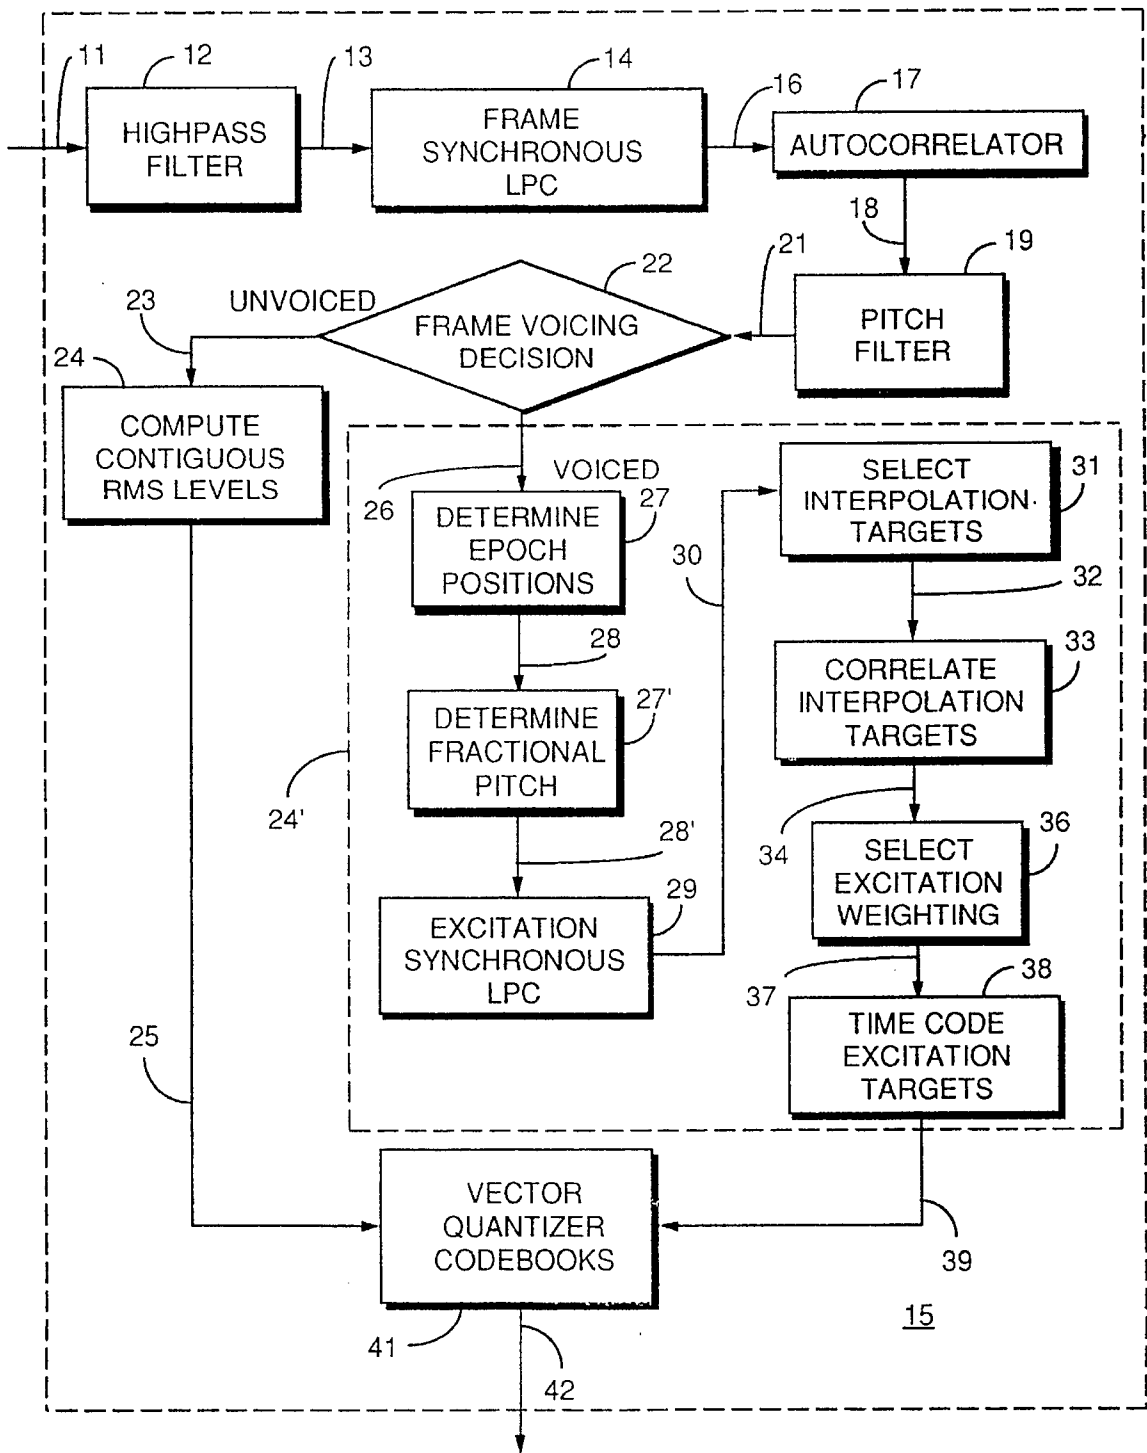 11
12
13
14
16
17
HIGHPASS
FILTER
FRAME
SYNCHRONOUS
LPC
AUTOCORRELATOR
18
19
21
22
UNVOICED
23
FRAME VOICING
DECISION
PITCH
FILTER
24
COMPUTE
CONTIGUOUS
RMS LEVELS
26
VOICED
27
DETERMINE
EPOCH
POSITIONS
28
27'
DETERMINE
FRACTIONAL
PITCH
24'
28'
29
EXCITATION
SYNCHRONOUS
LPC
30
SELECT
INTERPOLATION
TARGETS
31
32
33
CORRELATE
INTERPOLATION
TARGETS
34
36
SELECT
EXCITATION
WEIGHTING
37
38
TIME CODE
EXCITATION
TARGETS
25
VECTOR
QUANTIZER
CODEBOOKS
39
41
42
15